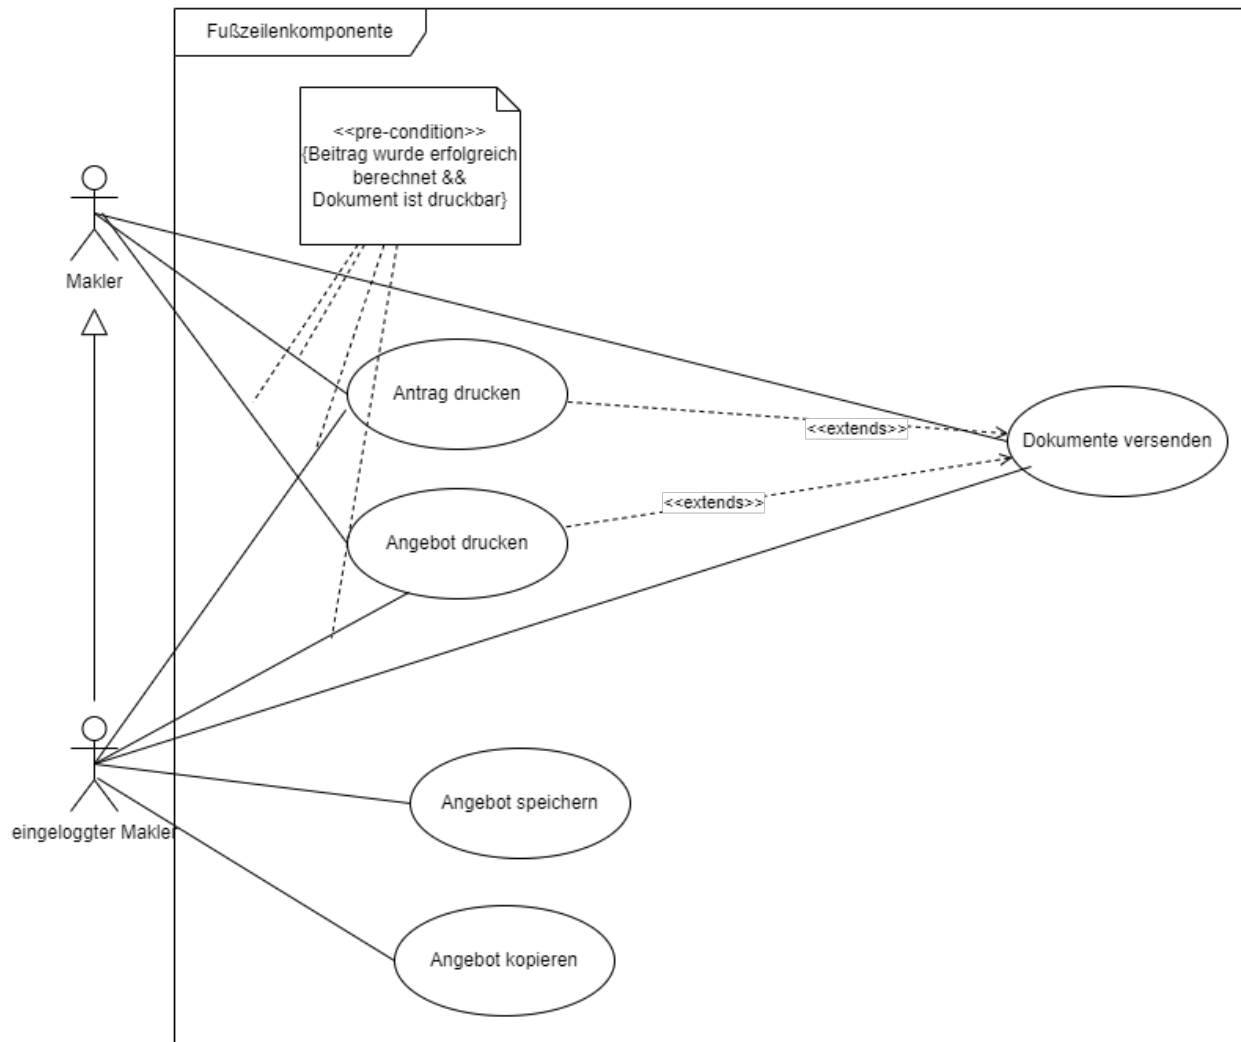 Fußzeilenkomponente
<<pre-condition>>
{Beitrag wurde erfolgreich
berechnet &&
Dokument ist druckbar}
Makler
Antrag drucken
<<extends>>
Dokumente versenden
<<extends>>
Angebot drucken
Angebot speichern
eingeloggter Makler
Angebot kopieren